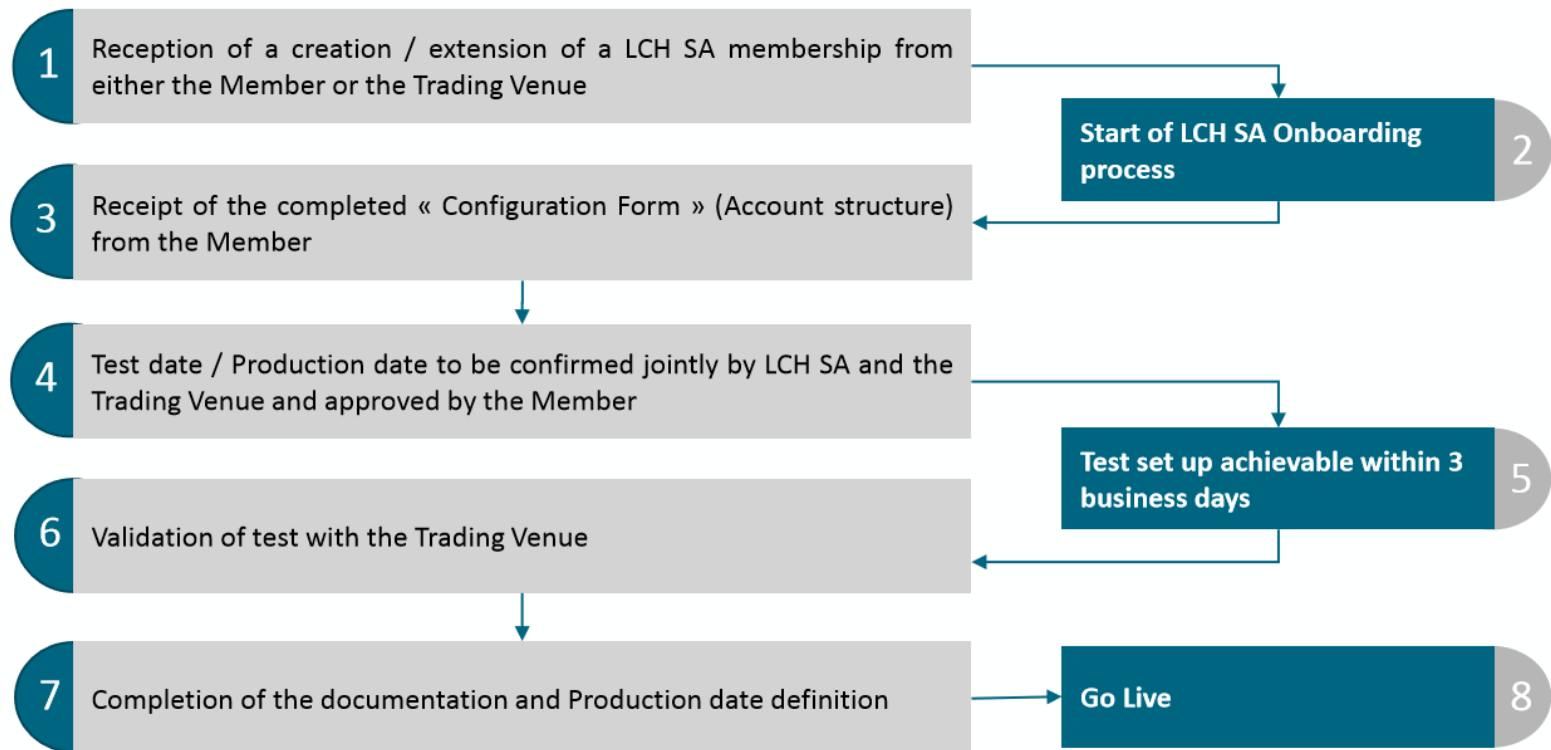 1
Reception of a creation / extension of a LCH SA membership from
either the Member or the Trading Venue
Start of LCH SA Onboarding
process
2
3
Receipt of the completed « Configuration Form » (Account structure)
from the Member
4
Test date / Production date to be confirmed jointly by LCH SA and the
Trading Venue and approved by the Member
Test set up achievable within 3
business days
5
6
Validation of test with the Trading Venue
7
Completion of the documentation and Production date definition
Go Live
8